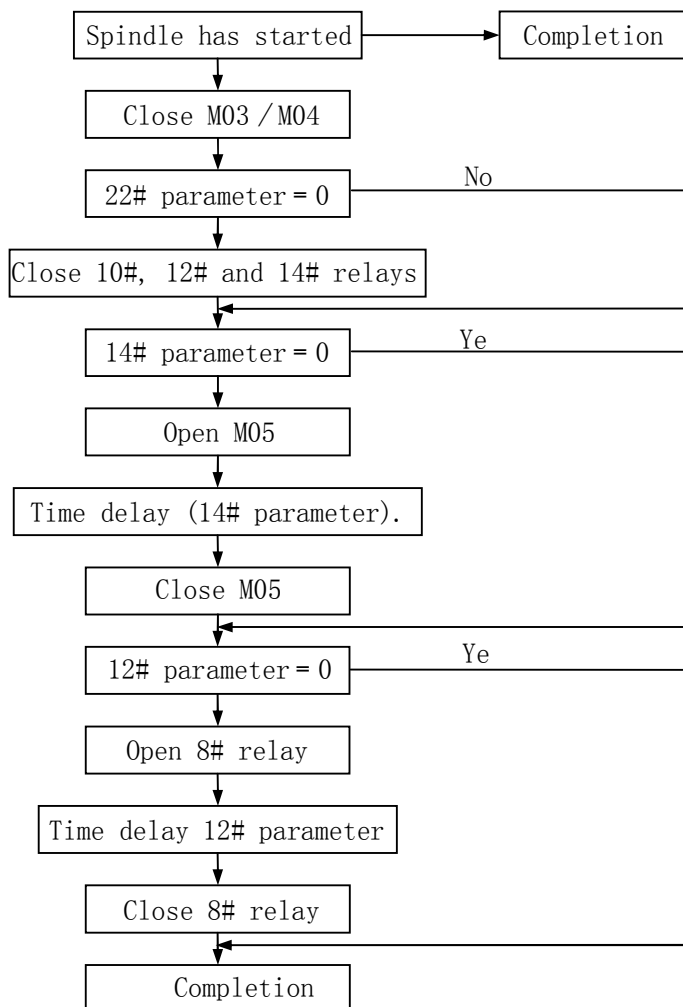 Spindle has started
Completion
Close M03／M04
22# parameter＝0
No
Close 10#, 12# and 14# relays
14# parameter＝0
Ye
Open M05
Time delay (14# parameter).
Close M05
12# parameter＝0
Ye
Open 8# relay
Time delay 12# parameter
Close 8# relay
Completion